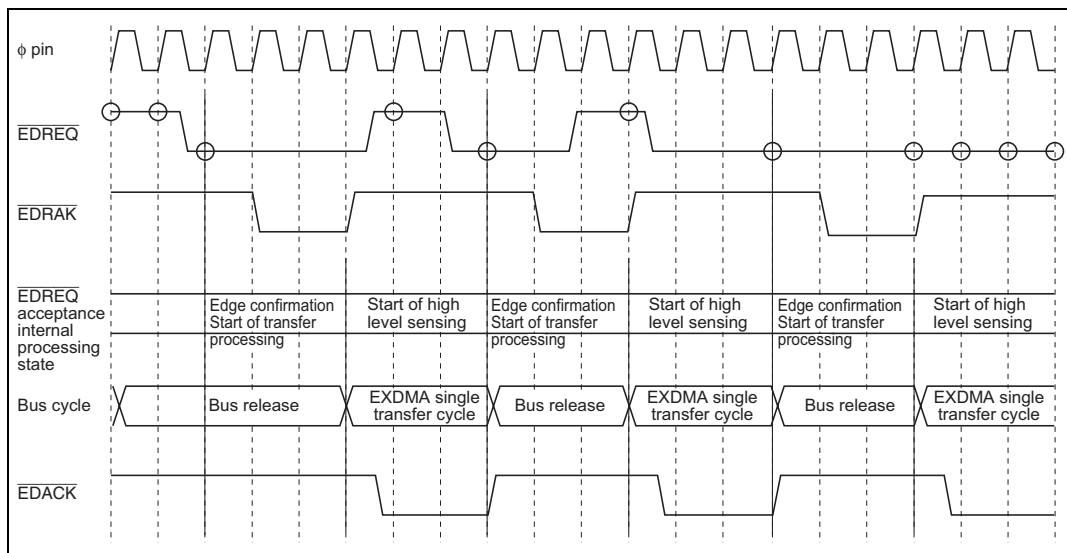 φ pin
EDREQ
EDRAK
EDREQ
acceptance
internal
processing
state
Edge confirmation
Start of transfer
processing
Start of high
level sensing
Edge confirmation
Start of transfer
processing
Start of high
level sensing
Edge confirmation
Start of transfer
processing
Start of high
level sensing
Bus cycle
Bus release
EXDMA single
transfer cycle
Bus release
EXDMA single
transfer cycle
Bus release
EXDMA single
transfer cycle
EDACK